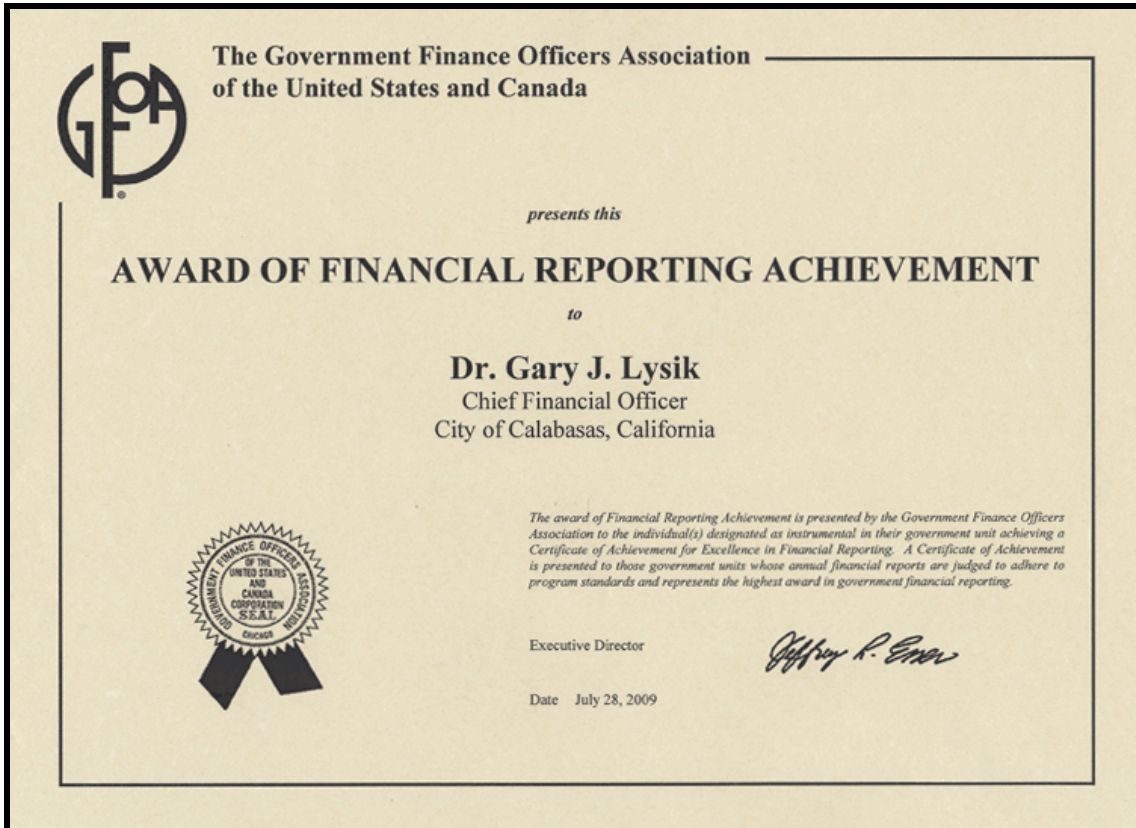 GFOA
The Government Finance Officers Association
of the United States and Canada
presents this
AWARD OF FINANCIAL REPORTING ACHIEVEMENT
to
Dr. Gary J. Lysik
Chief Financial Officer
City of Calabasas, California
The award of Financial Reporting Achievement is presented by the Government Finance Officers
Association to the individual(s) designated as instrumental in their government unit achieving a
Certificate of Achievement for Excellence in Financial Reporting. A Certificate of Achievement
is presented to those government units whose annual financial reports are judged to adhere to
program standards and represents the highest award in government financial reporting.
GOVERNMENT FINANCE OFFICERS ASSOCIATION
OF THE
UNITED STATES
AND
CANADA
CORPORATION
SEAL
CHICAGO
Executive Director
Jeffrey R. Enser
Date July 28, 2009